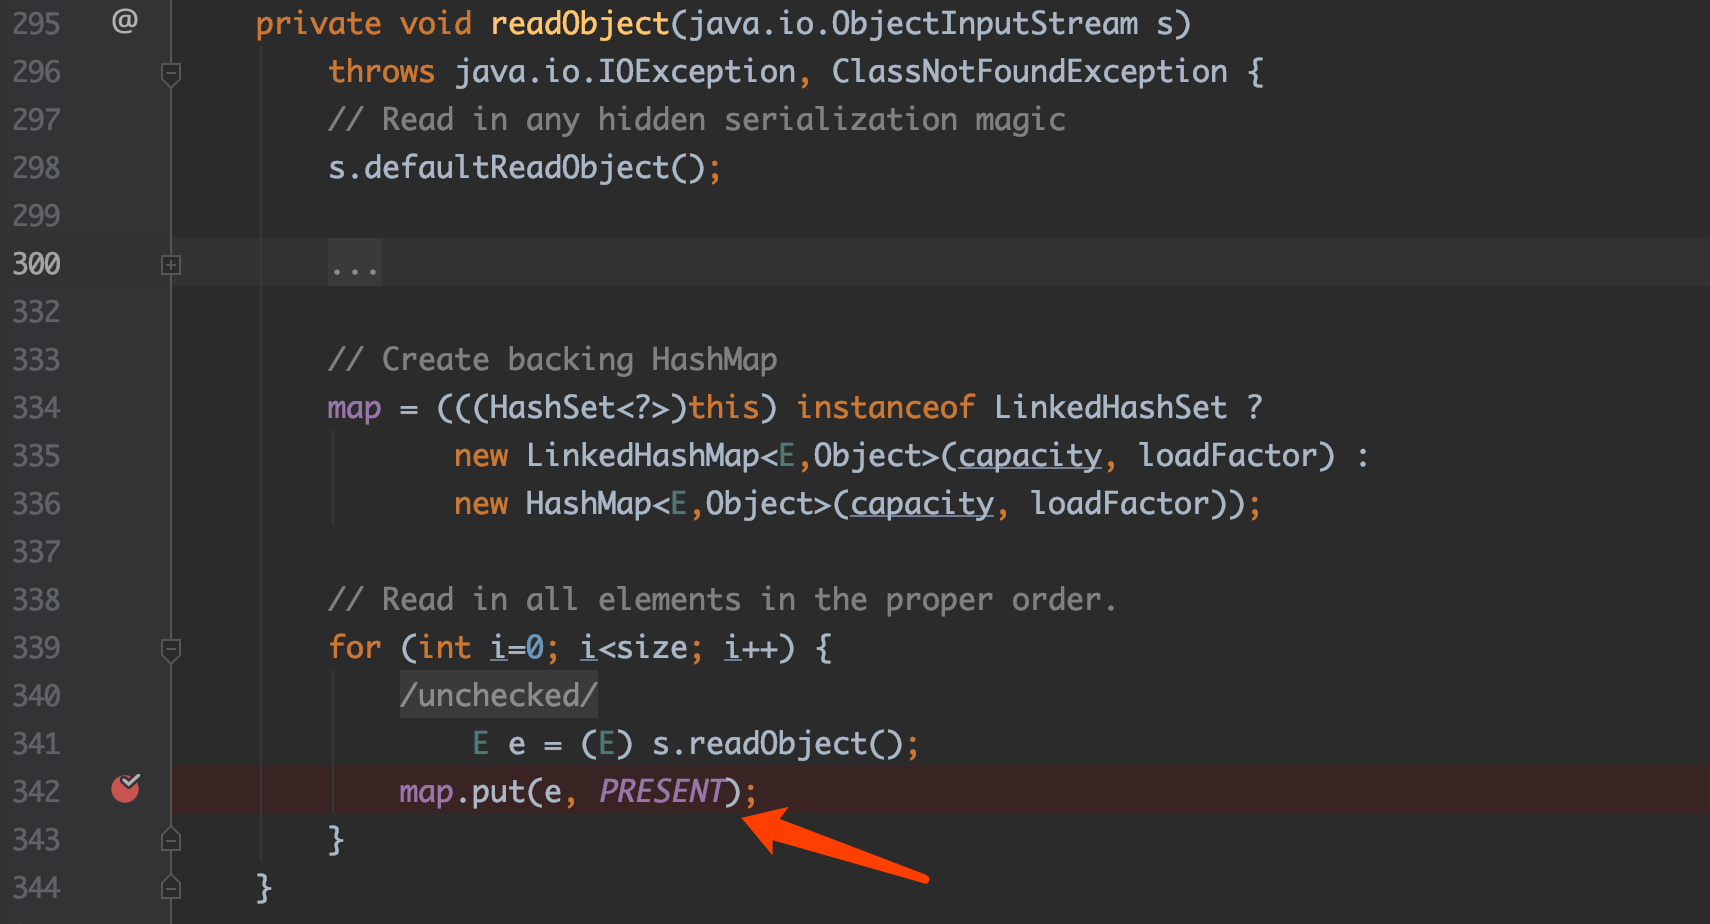 295 @ private void readObject(java.io.ObjectInputStream s)
296 throws java.io.IOException, ClassNotFoundException {
297 // Read in any hidden serialization magic
298 s.defaultReadObject();
299
300 ...
332
333 // Create backing HashMap
334 map = (((HashSet<?>)this) instanceof LinkedHashSet ?
335 new LinkedHashMap<E,Object>(capacity, loadFactor) :
336 new HashMap<E,Object>(capacity, loadFactor));
337
338 // Read in all elements in the proper order.
339 for (int i=0; i<size; i++) {
340 /unchecked/
341 E e = (E) s.readObject();
342 map.put(e, PRESENT);
343 }
344 }